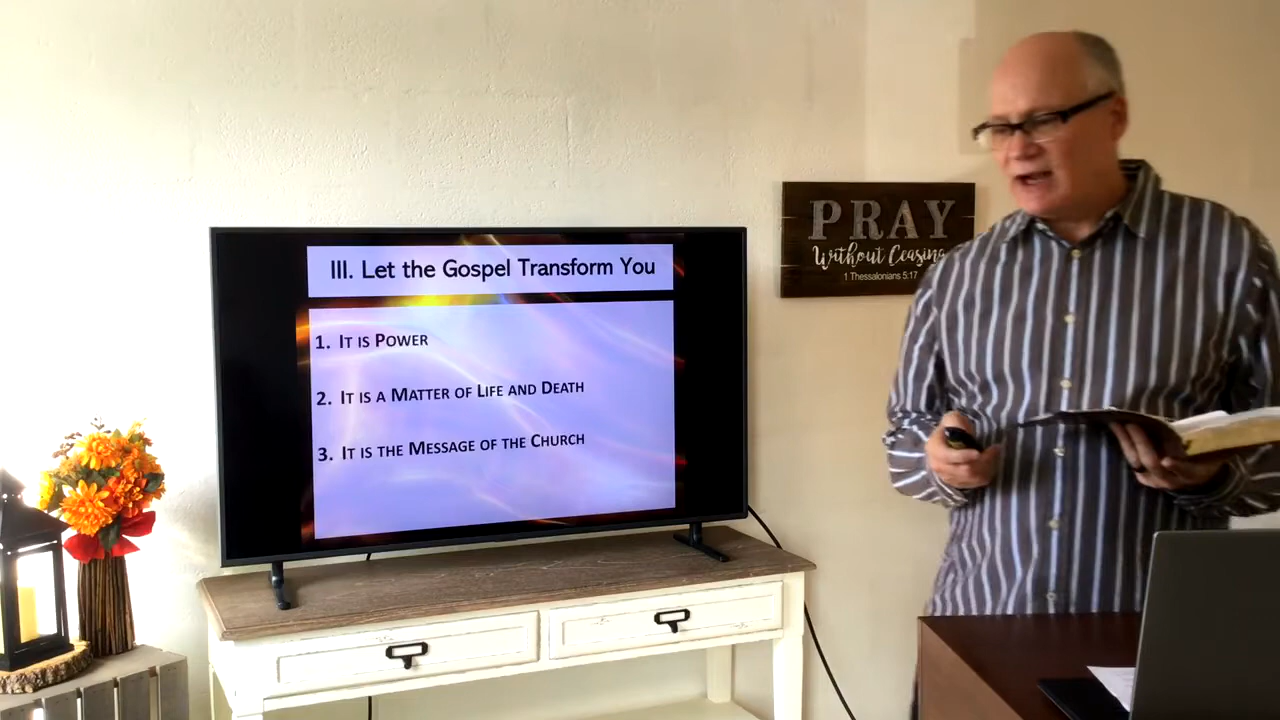 III. Let the Gospel Transform You
1. It is Power
2. It is a Matter of Life and Death
3. It is the Message of the Church
PRAY
Without Ceasing
1 Thessalonians 5:17